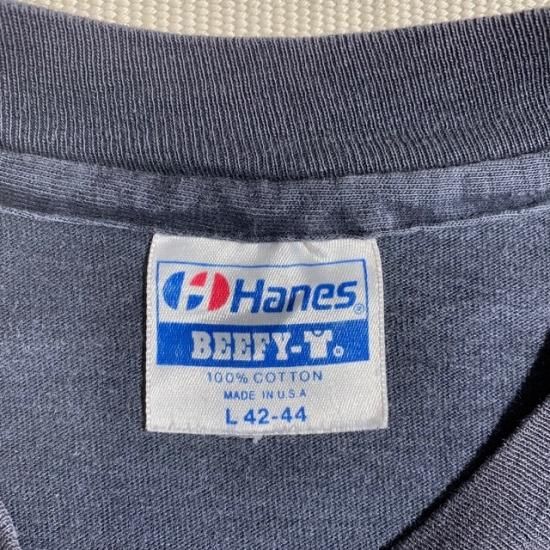 Hanes®
BEEFY-T®
100% COTTON
MADE IN U.S.A
L 42-44